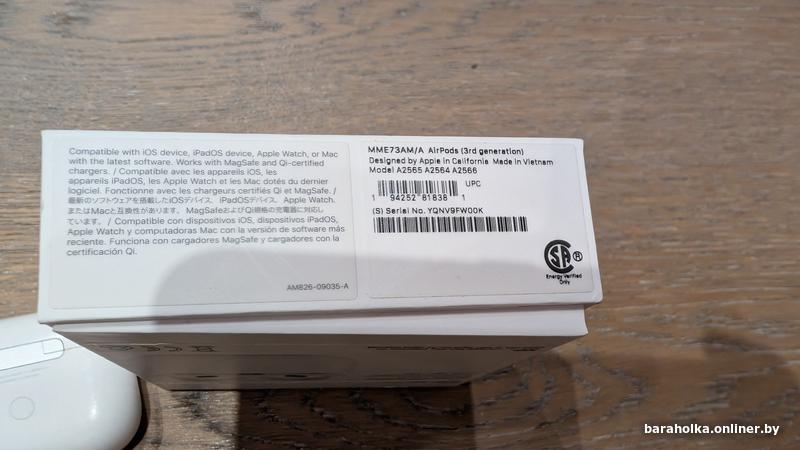 Compatible with iOS device, iPadOS device, Apple Watch, or Mac
with the latest software. Works with MagSafe and Qi-certified
chargers. / Compatible avec les appareils iOS, les
appareils iPadOS, les Apple Watch et les Mac dotés du dernier
logiciel. Fonctionne avec les chargeurs certifiés Qi et MagSafe. /
最新のソフトウェアを搭載したiOSデバイス、iPadOSデバイス、Apple Watch、
またはMacと互換性があります。 MagSafeおよびQi規格の充電器に対応し
ています。 / Compatible con dispositivos iOS, dispositivos iPadOS,
Apple Watch y computadoras Mac con la versión de software más
reciente. Funciona con cargadores MagSafe y cargadores con la
certificación Qi.
AMB26-09035-A
MME73AM/A AirPods (3rd generation)
Designed by Apple in California Made in Vietnam
Model A2565 A2564 A2566
UPC
1 94252 81838 1
(S) Serial No. YQNV9FW00K
SA ®
Energy Verified
Only
baraholka.onliner.by